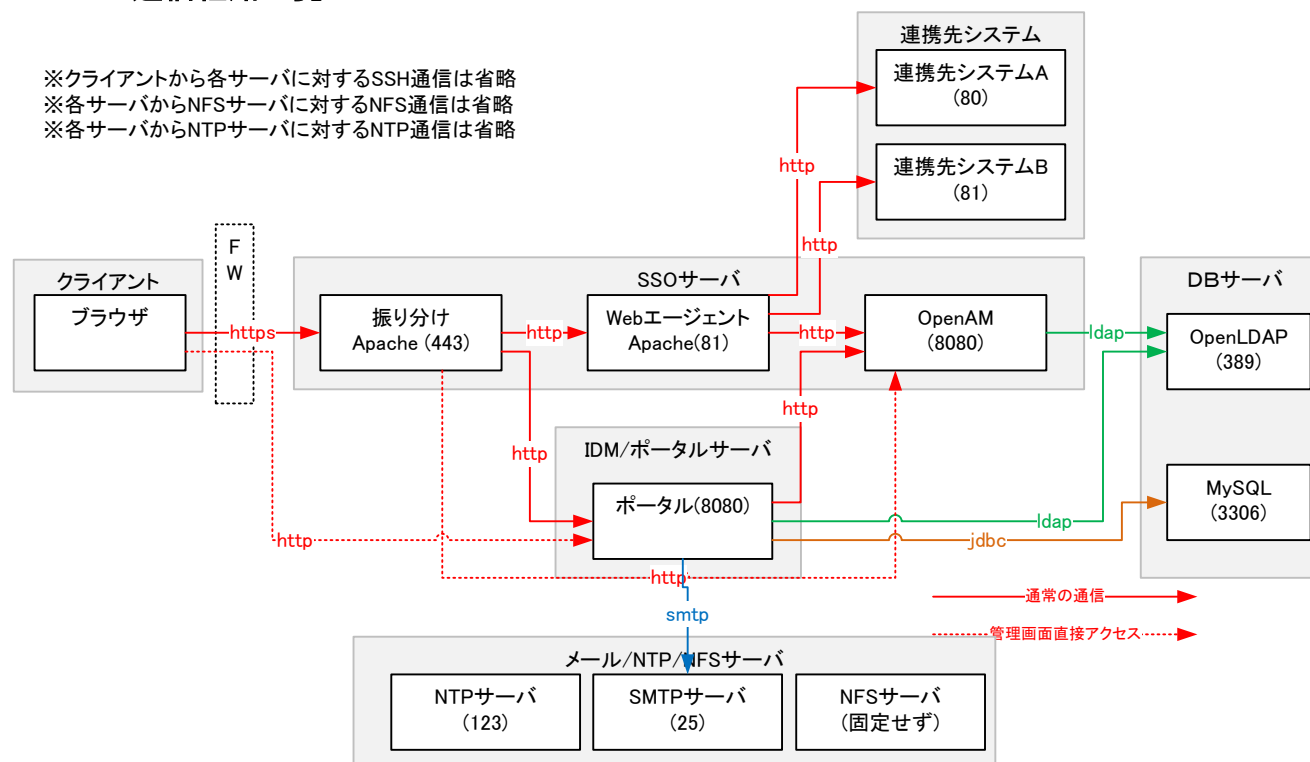 ※クライアントから各サーバに対するSSH通信は省略
※各サーバからNFSサーバに対するNFS通信は省略
※各サーバからNTPサーバに対するNTP通信は省略
連携先システム
連携先システムA
(80)
http
連携先システムB
(81)
http
F
W
クライアント
ブラウザ
https
SSOサーバ
振り分け
Apache (443)
http
Webエージェント
Apache(81)
http
OpenAM
(8080)
ldap
DBサーバ
OpenLDAP
(389)
MySQL
(3306)
http
http
IDM/ポータルサーバ
ポータル(8080)
ldap
jdbc
http
http
smtp
通常の通信
管理画面直接アクセス
メール/NTP/NFSサーバ
NTPサーバ
(123)
SMTPサーバ
(25)
NFSサーバ
(固定せず)